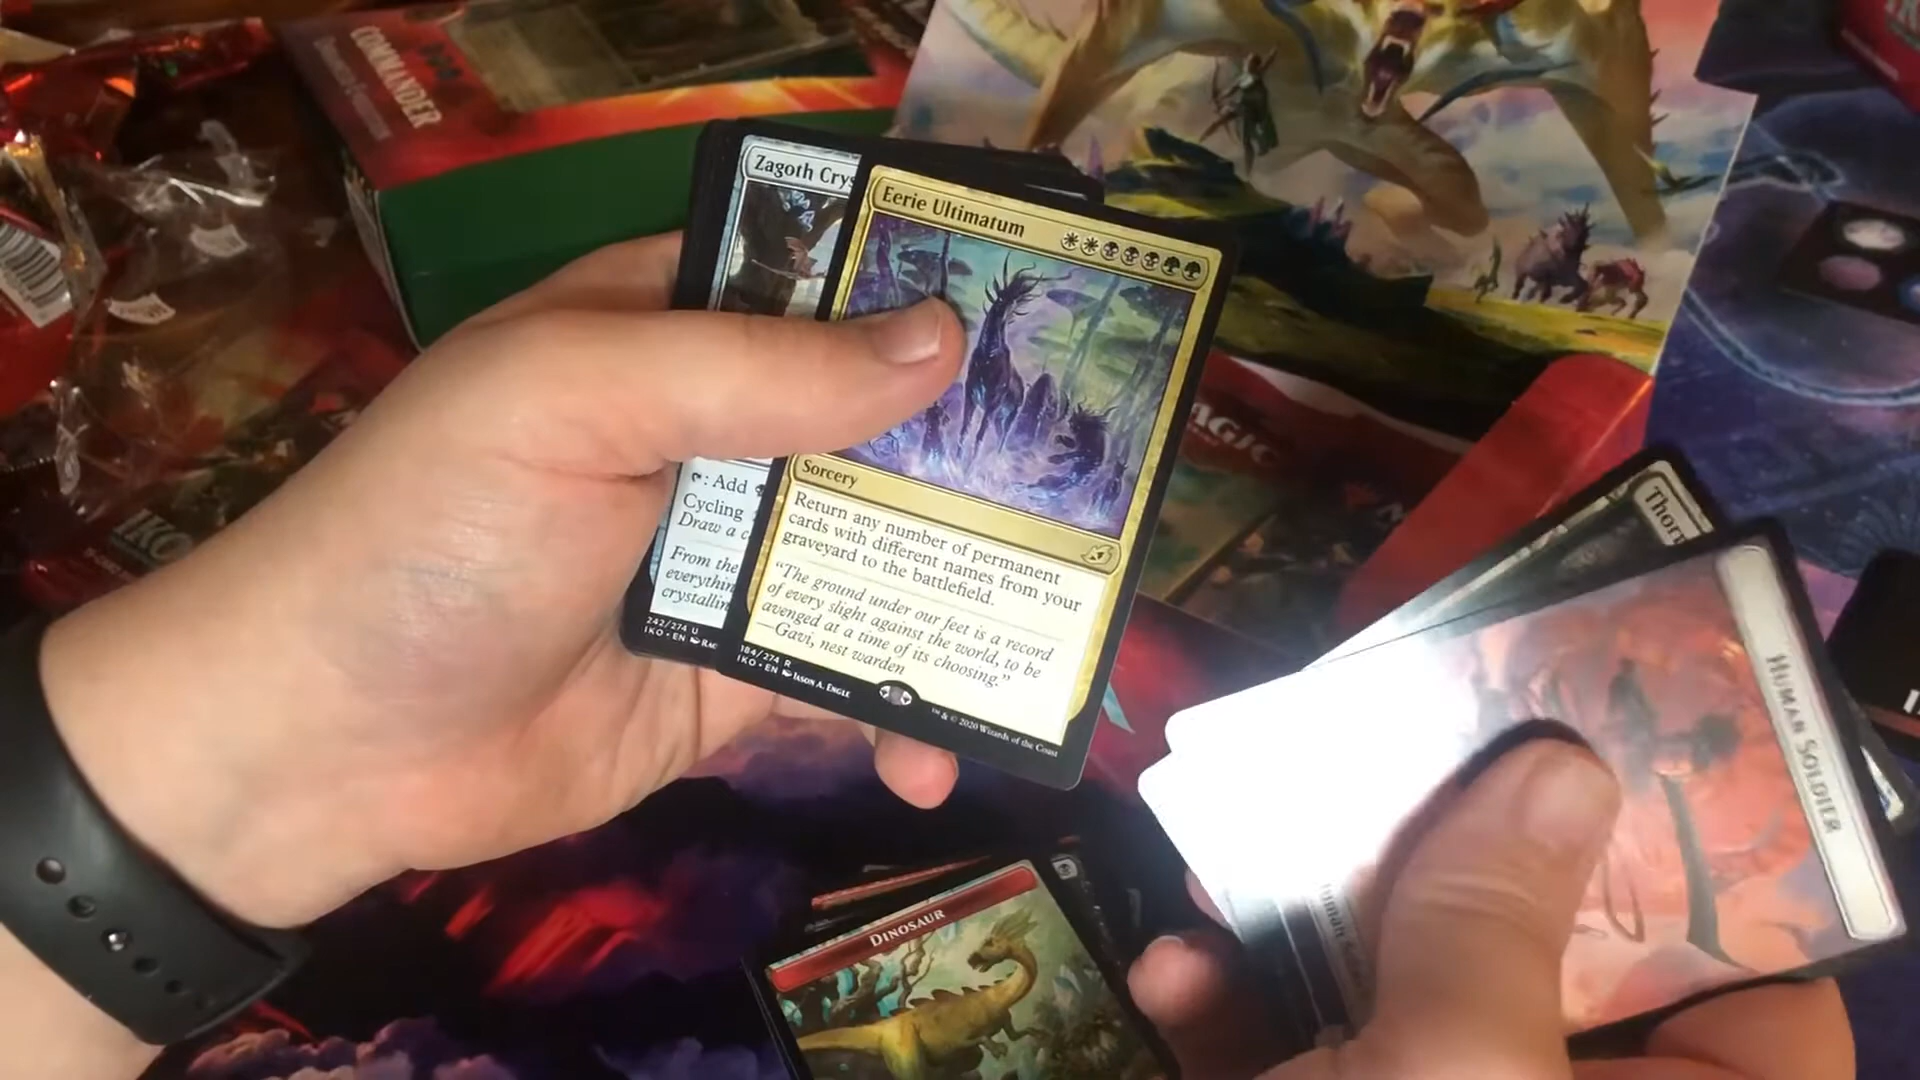 COMMANDER
Zagoth Crys
Eerie Ultimatum
Sorcery
Return any number of permanent
cards with different names from your
graveyard to the battlefield.
"The ground under our feet is a record
of every slight against the world, to be
avenged at a time of its choosing."
—Gavi, nest warden
184/274 R
IKO • EN JASON A. ENGLE
™ & © 2020 Wizards of the Coast
: Add
Cycling
Draw a c
From the
everythin
crystallin
242/274 U
IKO • EN
MAGIC
IKO
Thor
HUMAN SOLDIER
DINOSAUR